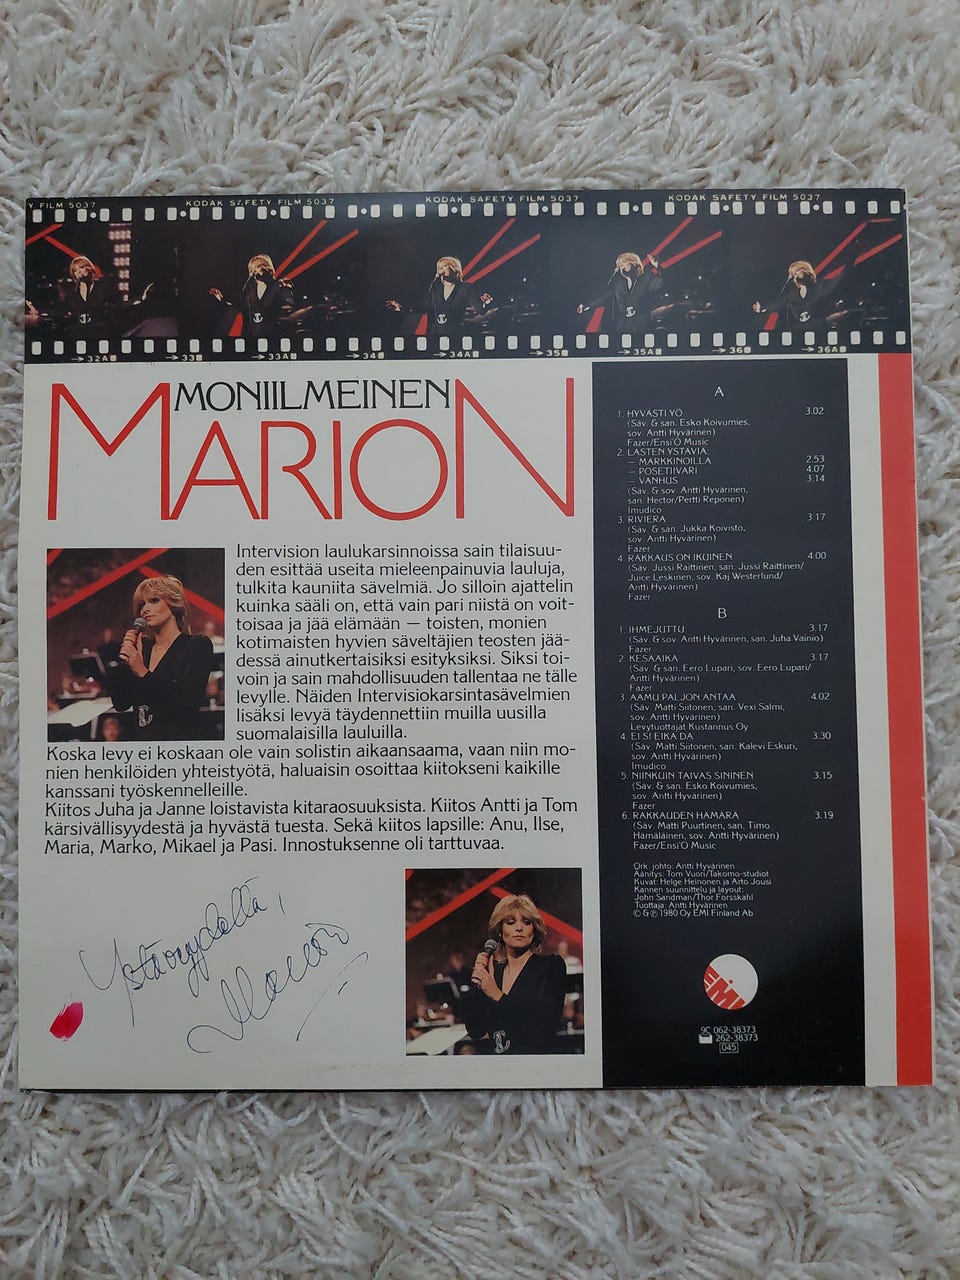 Y FILM 5037 KODAK SAFETY FILM 5037 KODAK SAFETY FILM 5037 KODAK SAFETY FILM 5037
→32A →33 →33A →34 →34A →35 →35A →36 →36A
MONIILMEINEN
MARION
Intervision laulukarsinnoissa sain tilaisuu-
den esittää useita mieleenpainuvia lauluja,
tulkita kauniita sävelmiä. Jo silloin ajattelin
kuinka sääli on, että vain pari niistä on voit-
toisaa ja jää elämään — toisten, monien
kotimaisten hyvien säveltäjien teosten jää-
dessä ainutkertaisiksi esityksiksi. Siksi toi-
voin ja sain mahdollisuuden tallentaa ne tälle
levylle. Näiden Intervisiokarsintasävelmien
lisäksi levyä täydennettiin muilla uusilla
suomalaisilla lauluilla.
Koska levy ei koskaan ole vain solistin aikaansaama, vaan niin mo-
nien henkilöiden yhteistyötä, haluaisin osoittaa kiitokseni kaikille
kanssani työskennelleille.
Kiitos Juha ja Janne loistavista kitaraosuuksista. Kiitos Antti ja Tom
kärsivällisyydestä ja hyvästä tuesta. Sekä kiitos lapsille: Anu, Ilse,
Maria, Marko, Mikael ja Pasi. Innostuksenne oli tarttuvaa.
Ystävyydellä,
Marion
A
1. HYVÄSTI YÖ 3.02
(Säv. & san. Esko Koivumies,
sov. Antti Hyvärinen)
Fazer/Ensi'O Music
2. LASTEN YSTÄVIÄ:
— MARKKINOILLA 2.53
— POSETIIVARI 4.07
— VANHUS 3.14
(Säv. & sov. Antti Hyvärinen,
san. Hector/Pertti Reponen)
Imudico
3. RIVIERA 3.17
(Säv. & san. Jukka Koivisto,
sov. Antti Hyvärinen)
Fazer
4. RAKKAUS ON IKUINEN 4.00
(Säv. Jussi Raittinen, san. Jussi Raittinen/
Juice Leskinen, sov. Kaj Westerlund/
Antti Hyvärinen)
Fazer
B
1. IHMEJUTTU 3.17
(Säv. & sov. Antti Hyvärinen, san. Juha Vainio)
Fazer
2. KESÄAIKA 3.17
(Säv. & san. Eero Lupari, sov. Eero Lupari/
Antti Hyvärinen)
Fazer
3. AAMU PALJON ANTAA 4.02
(Säv. Matti Siitonen, san. Vexi Salmi,
sov. Antti Hyvärinen)
Levytuottajat Kustannus Oy
4. EI SI EIKÄ DA 3.30
(Säv. Matti Siitonen, san. Kalevi Eskuri,
sov. Antti Hyvärinen)
Imudico
5. NIINKUIN TAIVAS SININEN 3.15
(Säv. & san. Esko Koivumies,
sov. Antti Hyvärinen)
Fazer
6. RAKKAUDEN HÄMÄRÄ 3.19
(Säv. Matti Puurtinen, san. Timo
Hämäläinen, sov. Antti Hyvärinen)
Fazer/Ensi'O Music
Ork. johto: Antti Hyvärinen
Äänitys: Tom Vuori/Takomo-studiot
Kuvat: Helge Heinonen ja Arto Jousi
Kannen suunnittelu ja layout:
John Sandman/Thor Forsskahl
Tuottaja: Antti Hyvärinen
© & ℗ 1980 Oy EMI Finland Ab
EMI
9C 062-38373
262-38373
045